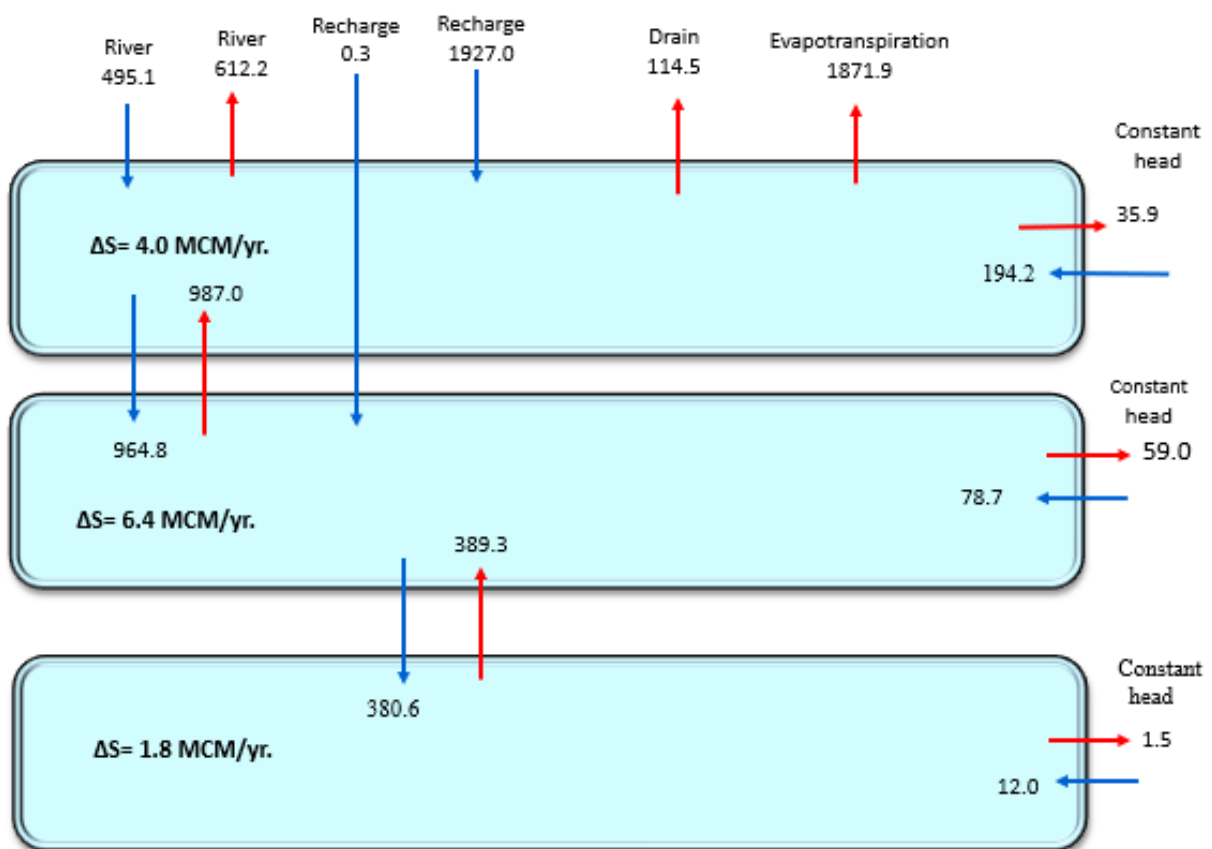 River
495.1
River
612.2
Recharge
0.3
Recharge
1927.0
Drain
114.5
Evapotranspiration
1871.9
Constant
head
35.9
194.2
ΔS= 4.0 MCM/yr.
987.0
Constant
head
59.0
78.7
964.8
ΔS= 6.4 MCM/yr.
389.3
Constant
head
1.5
12.0
380.6
ΔS= 1.8 MCM/yr.